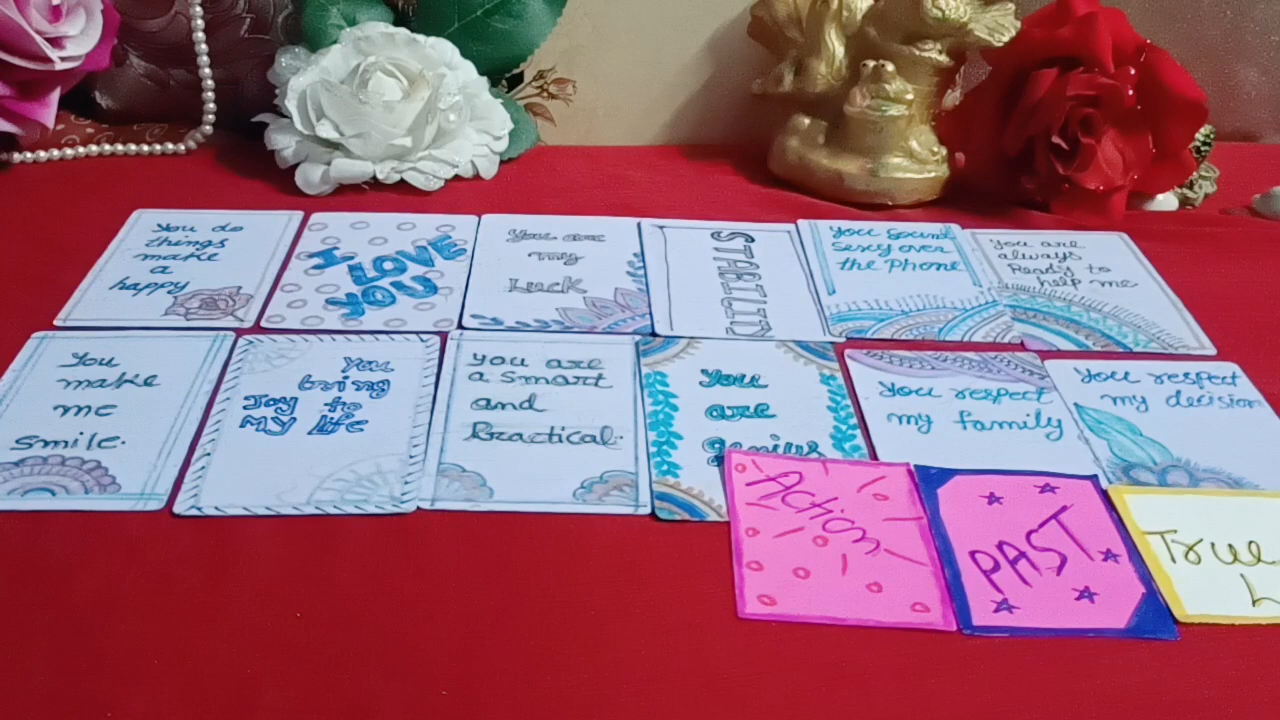 You do
things
make
a
happy
I
LOVE
YOU
You are
my
Luck
STABILITY
You sound
Sexy over
the Phone
you are
always
Ready to
help me
You
make
me
Smile.
You
bring
Joy to
My life
you are
a smart
and
Practical.
You
are
genius
You respect
my family
You respect
my decision
Action
PAST
True